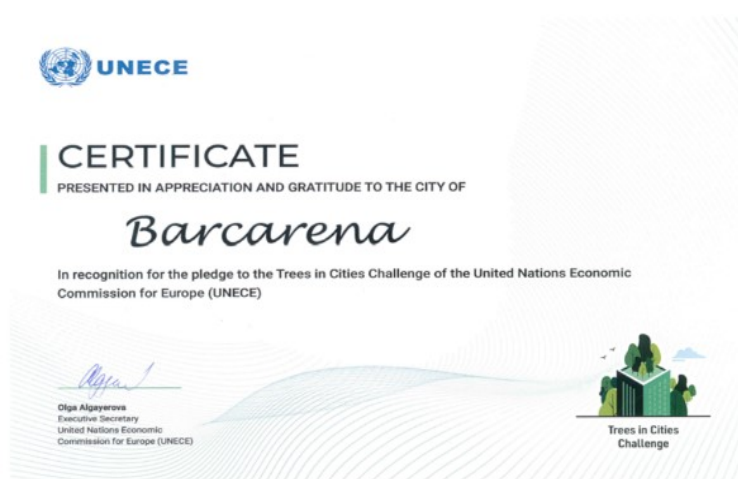 UNECE
CERTIFICATE
PRESENTED IN APPRECIATION AND GRATITUDE TO THE CITY OF
Barcarena
In recognition for the pledge to the Trees in Cities Challenge of the United Nations Economic
Commission for Europe (UNECE)
Olga Algayerova
Executive Secretary
United Nations Economic
Commission for Europe (UNECE)
Trees in Cities
Challenge